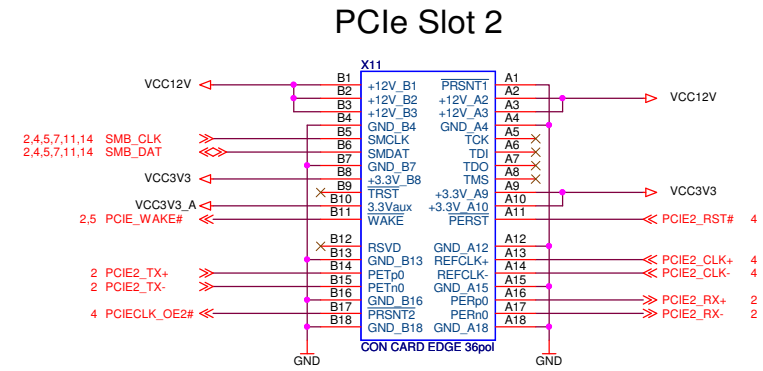 PCIe Slot 2
X11
B1 +12V_B1 PRSNT1 A1
VCC12V B2 +12V_B2 +12V_A2 A2 VCC12V
B3 +12V_B3 +12V_A3 A3
B4 GND_B4 GND_A4 A4
2,4,5,7,11,14 SMB_CLK B5 SMCLK TCK A5
2,4,5,7,11,14 SMB_DAT B6 SMDAT TDI A6
B7 GND_B7 TDO A7
VCC3V3 B8 +3.3V_B8 TMS A8
B9 TRST +3.3V_A9 A9 VCC3V3
VCC3V3_A B10 3.3Vaux +3.3V_A10 A10
2,5 PCIE_WAKE# B11 WAKE PERST A11 PCIE2_RST# 4
B12 RSVD GND_A12 A12
B13 GND_B13 REFCLK+ A13 PCIE2_CLK+ 4
2 PCIE2_TX+ B14 PETp0 REFCLK- A14 PCIE2_CLK- 4
2 PCIE2_TX- B15 PETn0 GND_A15 A15
B16 GND_B16 PERp0 A16 PCIE2_RX+ 2
4 PCIECLK_OE2# B17 PRSNT2 PERn0 A17 PCIE2_RX- 2
B18 GND_B18 GND_A18 A18
CON CARD EDGE 36pol
GND GND